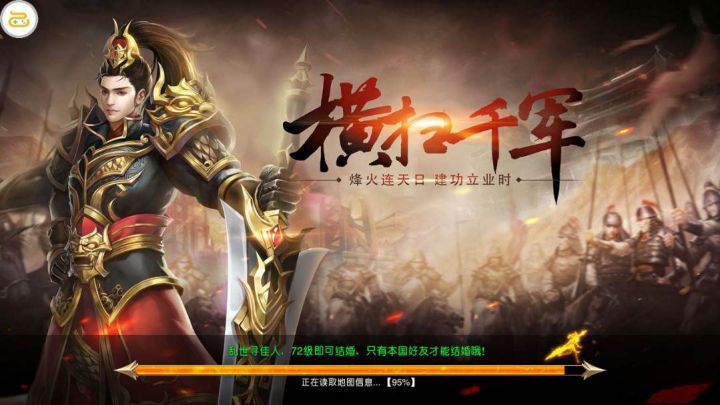 横扫千军
烽火连天日 建功立业时
乱世寻佳人，72级即可结婚、只有本国好友才能结婚哦!
正在读取地图信息...【95%】